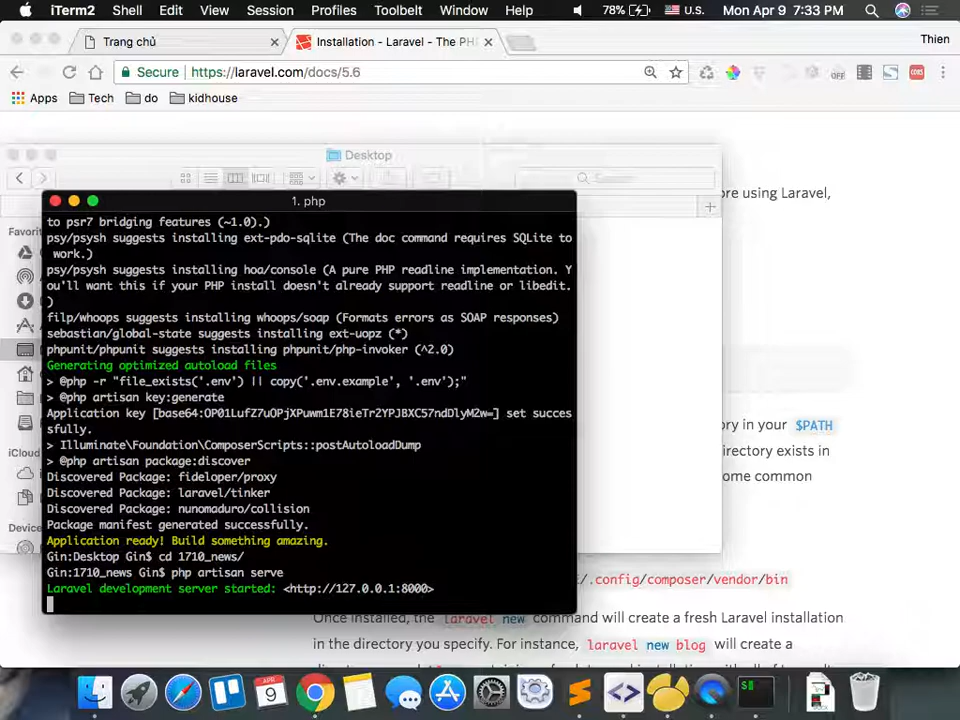 iTerm2 Shell Edit View Session Profiles Toolbelt Window Help 78% U.S. Mon Apr 9 7:33 PM
Trang chủ Installation - Laravel - The PH Thien
Secure https://laravel.com/docs/5.6
Apps Tech do kidhouse
Desktop
1. php
ore using Laravel,
to psr7 bridging features (~1.0).)
psy/psysh suggests installing ext-pdo-sqlite (The doc command requires SQLite to
work.)
psy/psysh suggests installing hoa/console (A pure PHP readline implementation. Y
ou'll want this if your PHP install doesn't already support readline or libedit.
)
filp/whoops suggests installing whoops/soap (Formats errors as SOAP responses)
sebastian/global-state suggests installing ext-uopz (*)
phpunit/phpunit suggests installing phpunit/php-invoker (^2.0)
Generating optimized autoload files
> @php -r "file_exists('.env') || copy('.env.example', '.env');"
> @php artisan key:generate
Application key [base64:OP01LufZ7uOPjXPuwm1E78ieTr2YPJBXC57ndDlyM2w=] set succes
sfully.
> Illuminate\Foundation\ComposerScripts::postAutoloadDump
> @php artisan package:discover
Discovered Package: fideloper/proxy
Discovered Package: laravel/tinker
Discovered Package: nunomaduro/collision
Package manifest generated successfully.
Application ready! Build something amazing.
Gin:Desktop Gin$ cd 1710_news/
Gin:1710_news Gin$ php artisan serve
Laravel development server started: <http://127.0.0.1:8000>
Favori
iCloud
Device
ory in your $PATH
directory exists in
ome common
/.config/composer/vendor/bin
Once installed, the laravel new command will create a fresh Laravel installation
in the directory you specify. For instance, laravel new blog will create a
APR
9